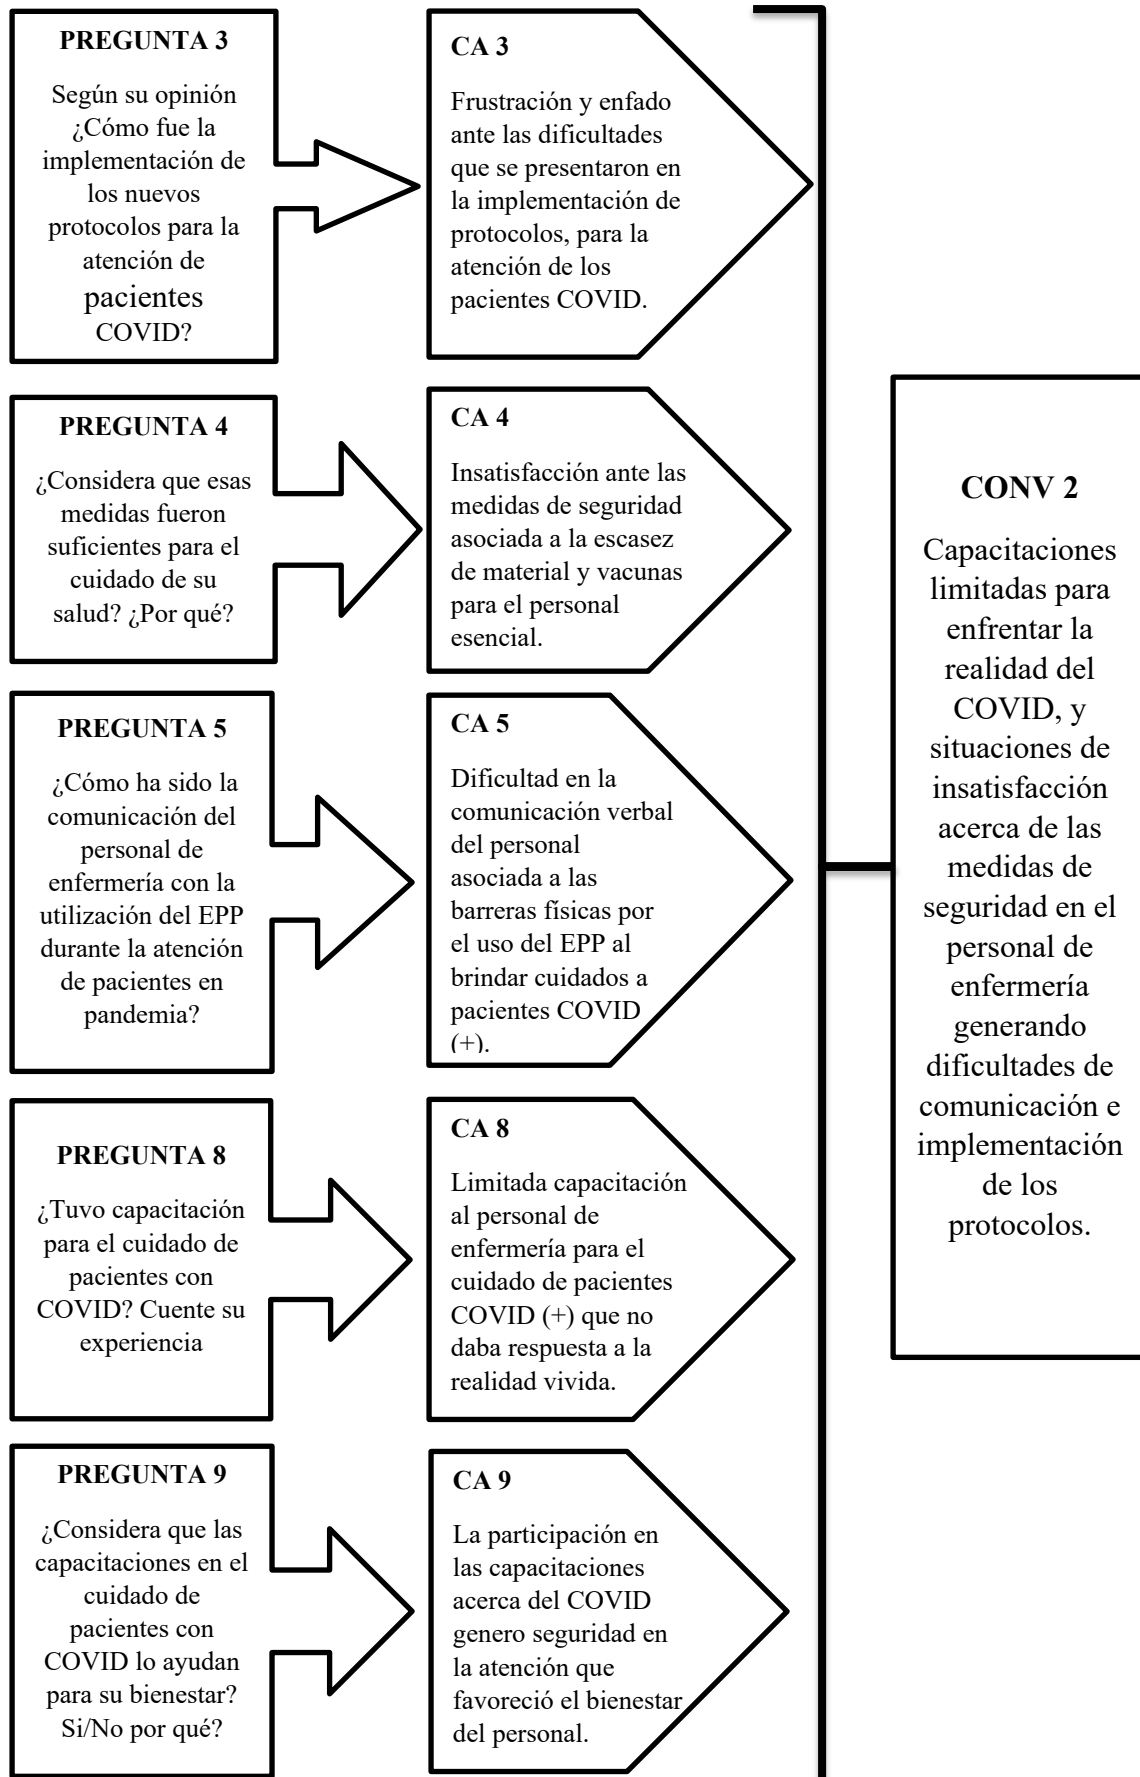 PREGUNTA 3
Según su opinión
¿Cómo fue la
implementación de
los nuevos
protocolos para la
atención de
pacientes
COVID?
CA 3
Frustración y enfado
ante las dificultades
que se presentaron en
la implementación de
protocolos, para la
atención de los
pacientes COVID.
PREGUNTA 4
¿Considera que esas
medidas fueron
suficientes para el
cuidado de su
salud? ¿Por qué?
CA 4
Insatisfacción ante las
medidas de seguridad
asociada a la escasez
de material y vacunas
para el personal
esencial.
PREGUNTA 5
¿Cómo ha sido la
comunicación del
personal de
enfermería con la
utilización del EPP
durante la atención
de pacientes en
pandemia?
CA 5
Dificultad en la
comunicación verbal
del personal
asociada a las
barreras físicas por
el uso del EPP al
brindar cuidados a
pacientes COVID
(+).
PREGUNTA 8
¿Tuvo capacitación
para el cuidado de
pacientes con
COVID? Cuente su
experiencia
CA 8
Limitada capacitación
al personal de
enfermería para el
cuidado de pacientes
COVID (+) que no
daba respuesta a la
realidad vivida.
PREGUNTA 9
¿Considera que las
capacitaciones en el
cuidado de
pacientes con
COVID lo ayudan
para su bienestar?
Si/No por qué?
CA 9
La participación en
las capacitaciones
acerca del COVID
genero seguridad en
la atención que
favoreció el bienestar
del personal.
CONV 2
Capacitaciones
limitadas para
enfrentar la
realidad del
COVID, y
situaciones de
insatisfacción
acerca de las
medidas de
seguridad en el
personal de
enfermería
generando
dificultades de
comunicación e
implementación
de los
protocolos.